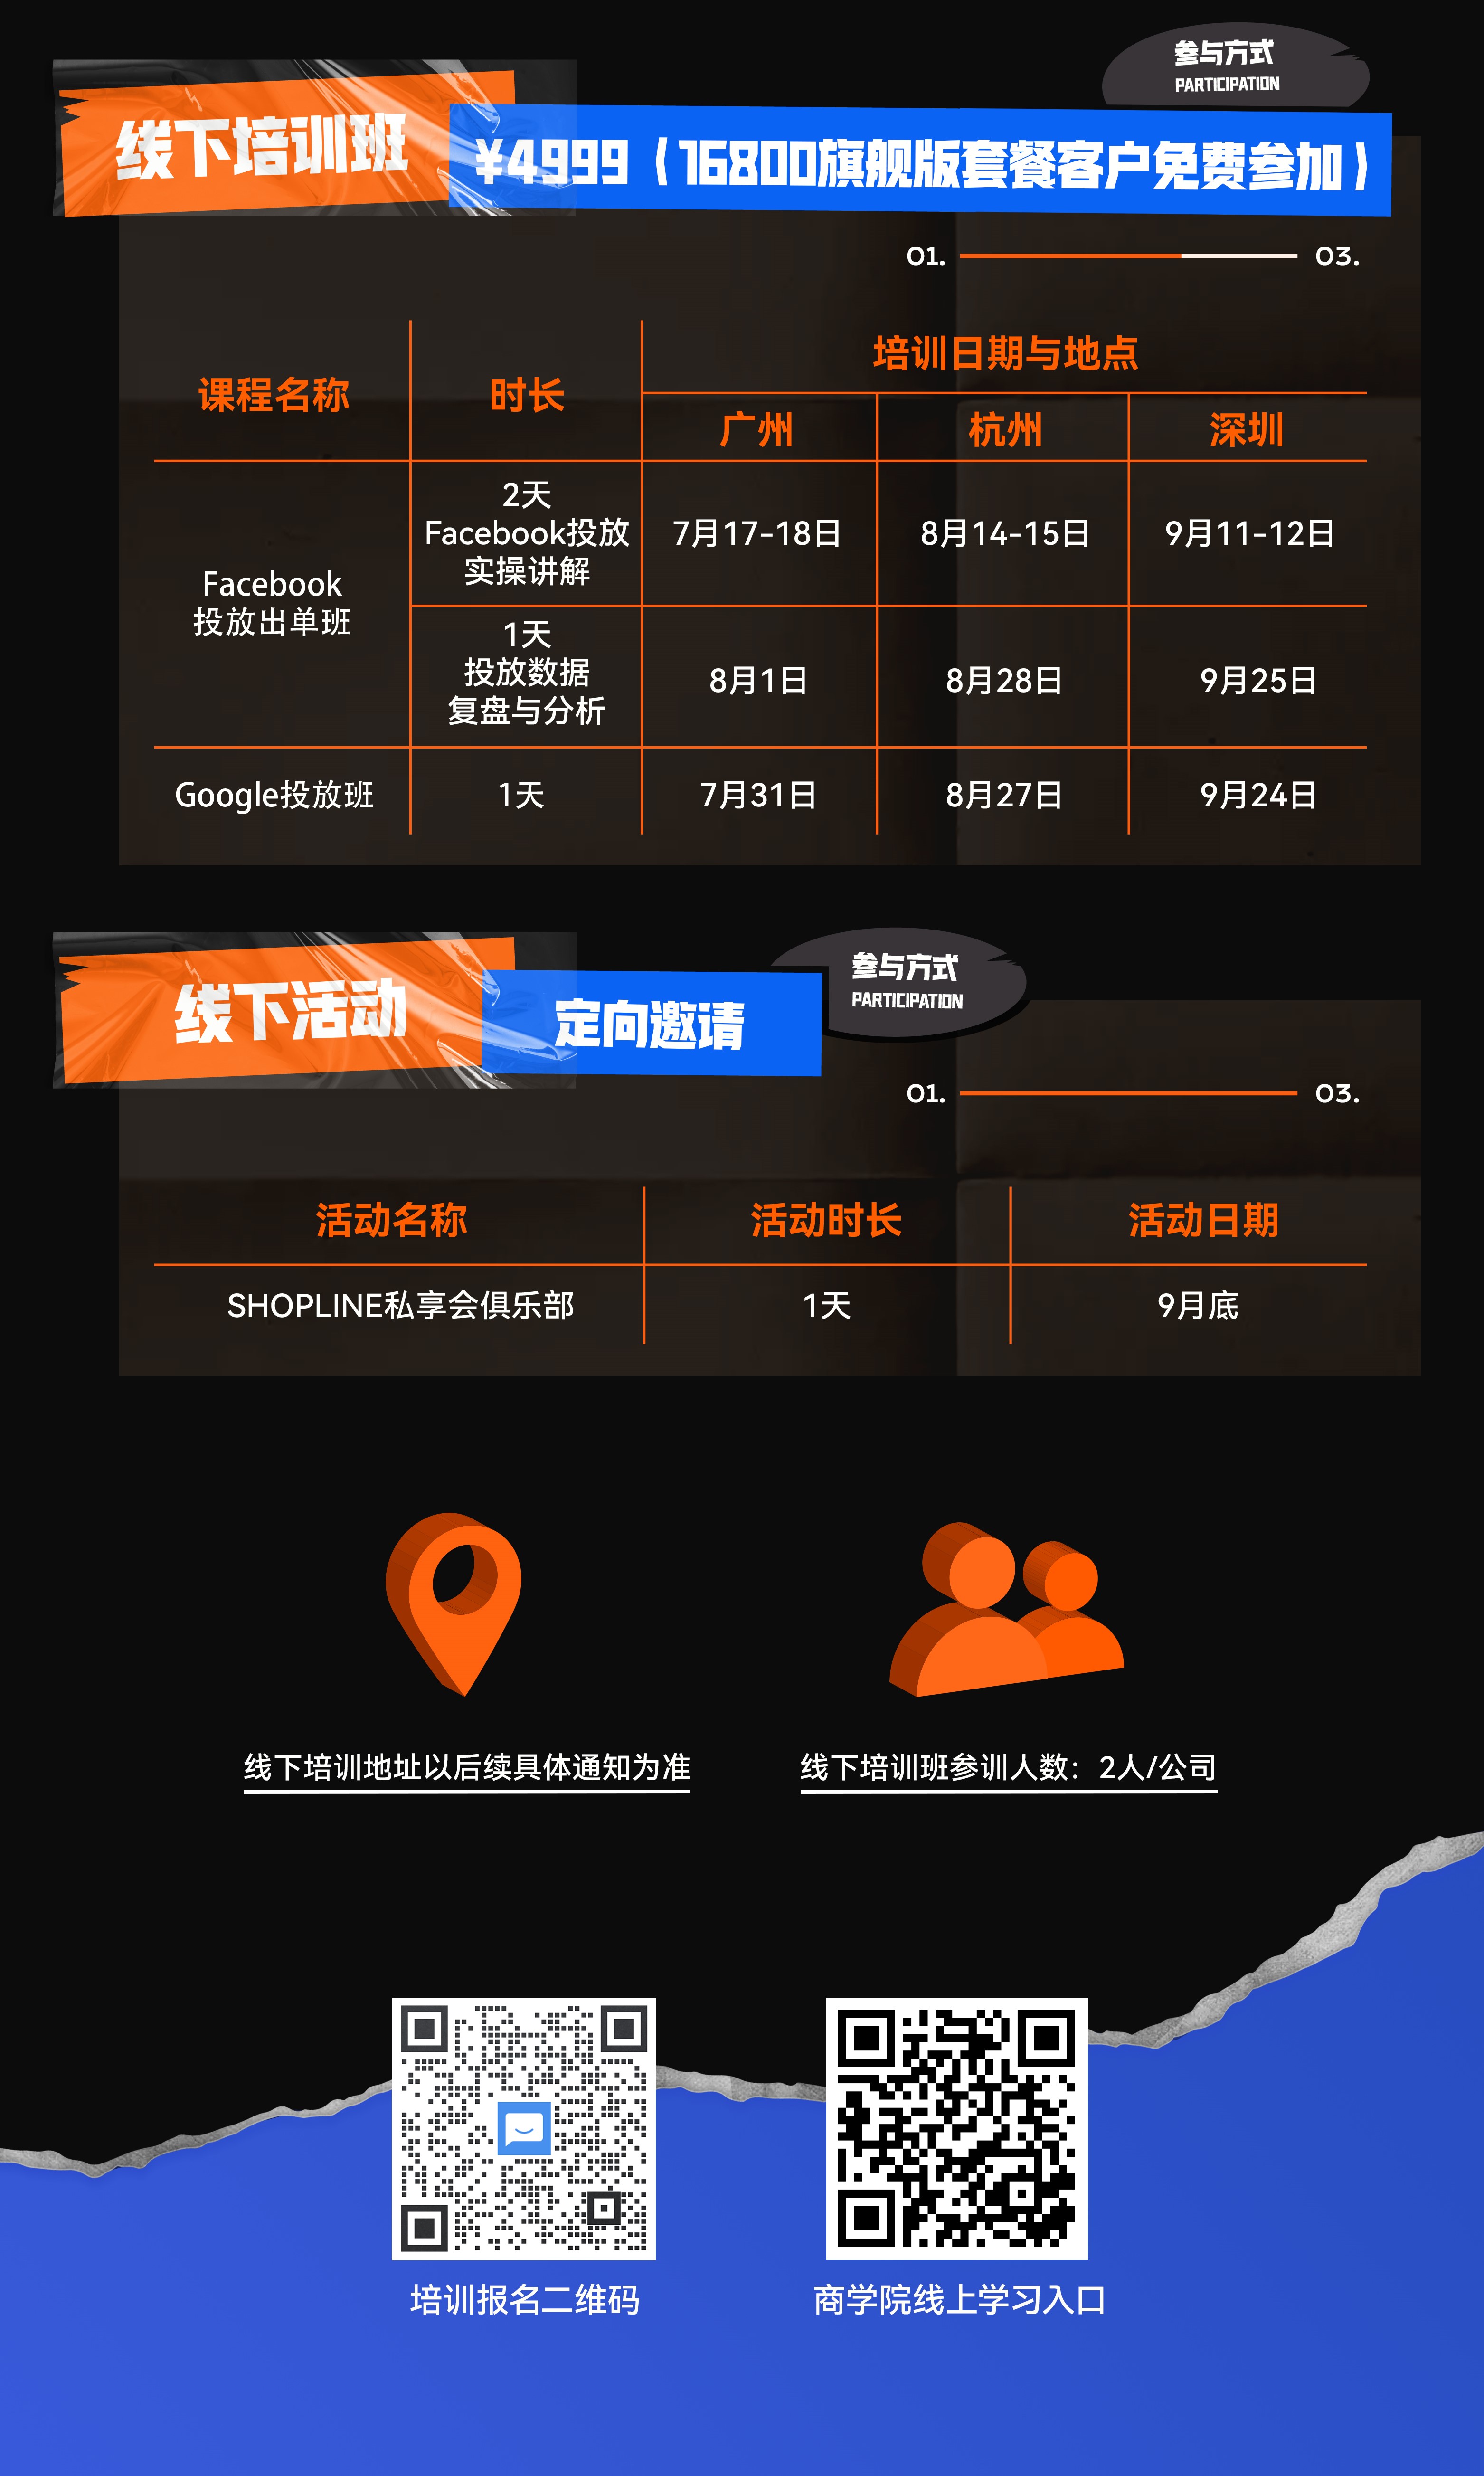 参与方式
PARTICIPATION
线下培训班
¥4999（16800旗舰版套餐客户免费参加）
01.
03.
课程名称
时长
培训日期与地点
广州
杭州
深圳
Facebook
投放出单班
2天
Facebook投放
实操讲解
7月17-18日
8月14-15日
9月11-12日
1天
投放数据
复盘与分析
8月1日
8月28日
9月25日
Google投放班
1天
7月31日
8月27日
9月24日
线下活动
定向邀请
参与方式
PARTICIPATION
01.
03.
活动名称
活动时长
活动日期
SHOPLINE私享会俱乐部
1天
9月底
线下培训地址以后续具体通知为准
线下培训班参训人数：2人/公司
培训报名二维码
商学院线上学习入口